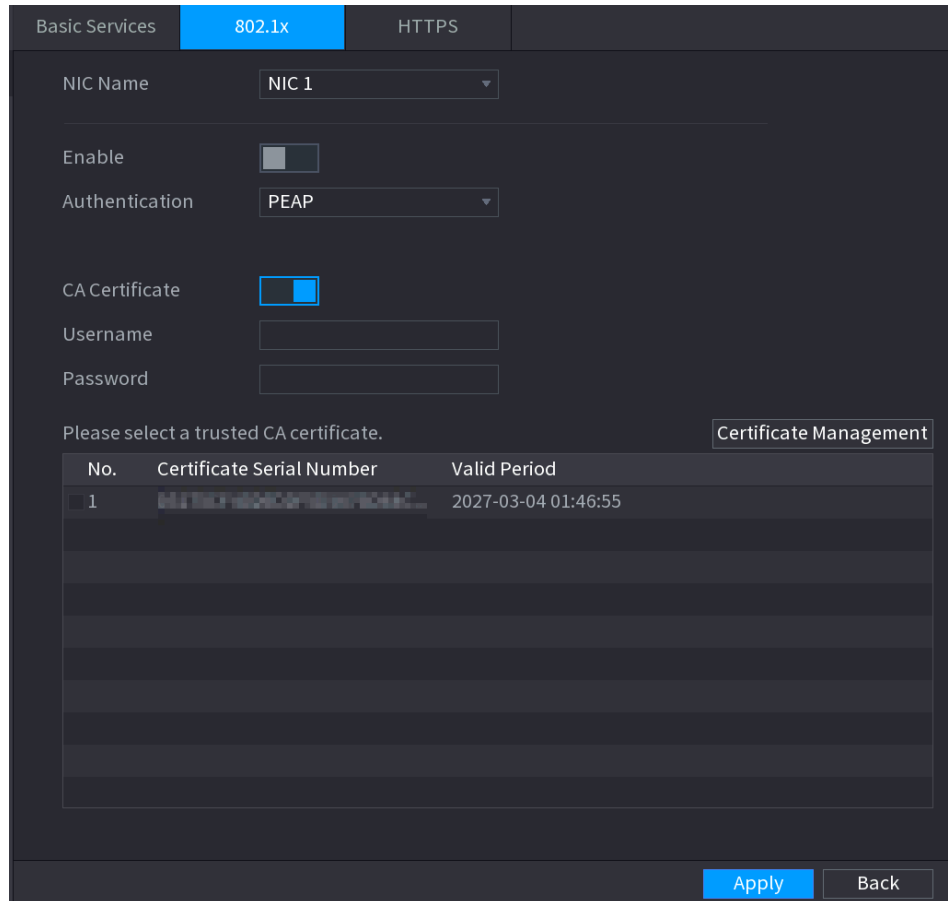 Basic Services 802.1x HTTPS
NIC Name NIC 1
Enable
Authentication PEAP
CA Certificate
Username
Password
Please select a trusted CA certificate. Certificate Management
No. Certificate Serial Number Valid Period
1 2027-03-04 01:46:55
Apply Back